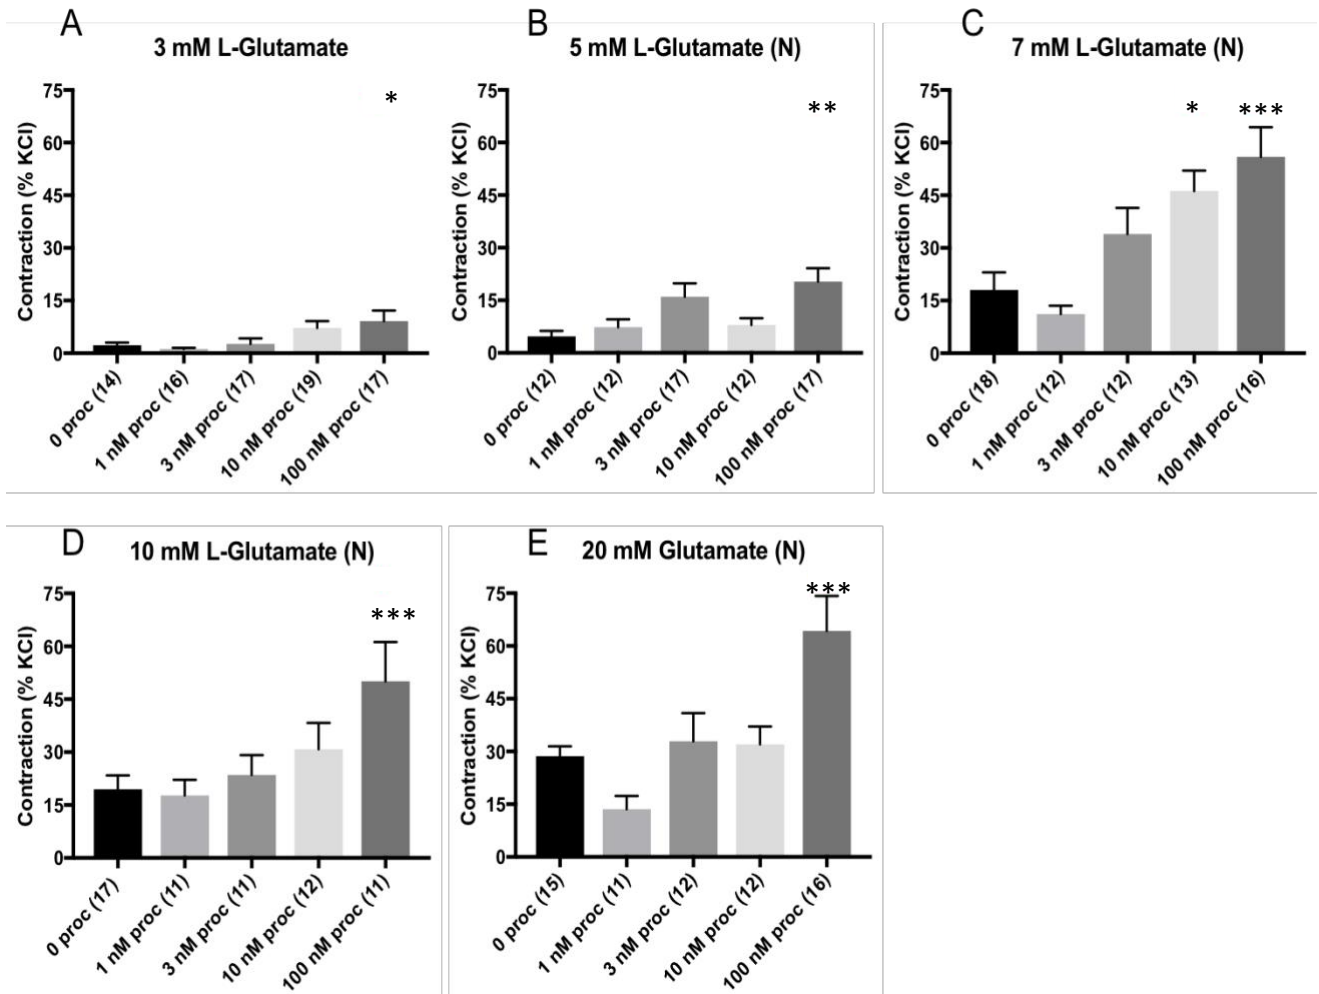 A
3 mM L-Glutamate
*
Contraction (% KCl)
75
60
45
30
15
0
0 proc (14)
1 nM proc (16)
3 nM proc (17)
10 nM proc (19)
100 nM proc (17)
B
5 mM L-Glutamate (N)
**
Contraction (% KCl)
75
60
45
30
15
0
0 proc (12)
1 nM proc (12)
3 nM proc (17)
10 nM proc (12)
100 nM proc (17)
C
7 mM L-Glutamate (N)
* ***
Contraction (% KCl)
75
60
45
30
15
0
0 proc (18)
1 nM proc (12)
3 nM proc (12)
10 nM proc (13)
100 nM proc (16)
D
10 mM L-Glutamate (N)
***
Contraction (% KCl)
75
60
45
30
15
0
0 proc (17)
1 nM proc (11)
3 nM proc (11)
10 nM proc (12)
100 nM proc (11)
E
20 mM Glutamate (N)
***
Contraction (% KCl)
75
60
45
30
15
0
0 proc (15)
1 nM proc (11)
3 nM proc (12)
10 nM proc (12)
100 nM proc (16)